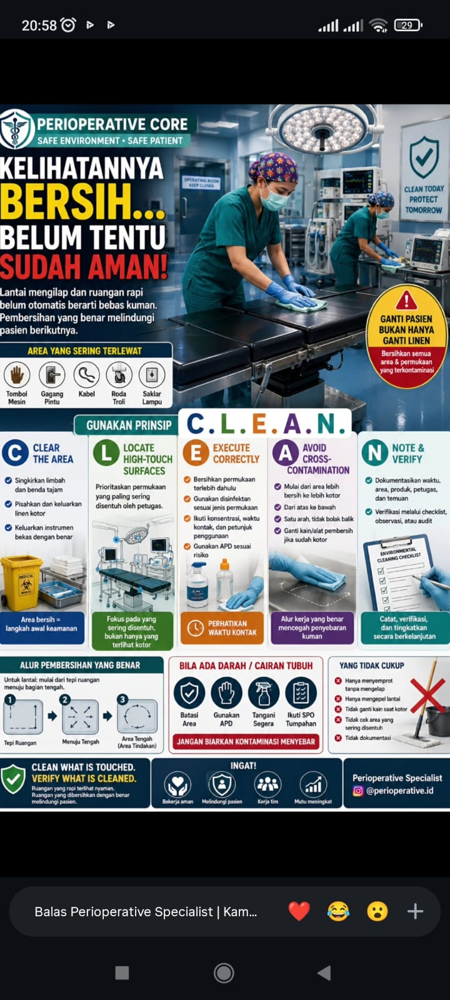 20:58
29
PERIOPERATIVE CORE
SAFE ENVIRONMENT • SAFE PATIENT
KELIHATANNYA
BERSIH...
BELUM TENTU
SUDAH AMAN!
Lantai mengilap dan ruangan rapi
belum otomatis berarti bebas kuman.
Pembersihan yang benar melindungi
pasien berikutnya.
OPERATING ROOM
KEEP CLOSED
CLEAN TODAY
PROTECT
TOMORROW
GANTI PASIEN
BUKAN HANYA
GANTI LINEN
Bersihkan semua
area & permukaan
yang terkontaminasi
AREA YANG SERING TERLEWAT
Tombol
Mesin
Gagang
Pintu
Kabel
Roda
Troli
Saklar
Lampu
GUNAKAN PRINSIP
C.L.E.A.N.
C
CLEAR
THE AREA
Singkirkan limbah
dan benda tajam
Pisahkan dan keluarkan
linen kotor
Keluarkan instrumen
bekas dengan benar
MEDICAL
WASTE
Area bersih =
langkah awal keamanan
L
LOCATE
HIGH-TOUCH
SURFACES
Prioritaskan permukaan
yang paling sering
disentuh oleh petugas.
Fokus pada yang
sering disentuh,
bukan hanya yang
terlihat kotor
E
EXECUTE
CORRECTLY
Bersihkan permukaan
terlebih dahulu
Gunakan disinfektan
sesuai jenis permukaan
Ikuti konsentrasi, waktu
kontak, dan petunjuk
penggunaan
Gunakan APD sesuai
risiko
PERHATIKAN
WAKTU KONTAK
A
AVOID
CROSS-
CONTAMINATION
Mulai dari area lebih
bersih ke lebih kotor
Dari atas ke bawah
Satu arah, tidak bolak balik
Ganti kain/alat pembersih
jika sudah kotor
Alur kerja yang benar
mencegah penyebaran
kuman
N
NOTE &
VERIFY
Dokumentasikan waktu,
area, produk, petugas,
dan temuan
Verifikasi melalui checklist,
observasi, atau audit
ENVIRONMENTAL
CLEANING CHECKLIST
Catat, verifikasi,
dan tingkatkan
secara berkelanjutan
ALUR PEMBERSIHAN YANG BENAR
Untuk lantai: mulai dari tepi ruangan
menuju bagian tengah.
1
2
3
Tepi Ruangan
Menuju Tengah
Area Tengah
(Area Tindakan)
BILA ADA DARAH / CAIRAN TUBUH
Batasi
Area
Gunakan
APD
Tangani
Segera
Ikuti SPO
Tumpahan
JANGAN BIARKAN KONTAMINASI MENYEBAR
YANG TIDAK CUKUP
Hanya menyemprot
tanpa mengelap
Hanya mengepel lantai
Tidak ganti kain saat kotor
Tidak cek area yang
sering disentuh
Tidak dokumentasi
CLEAN WHAT IS TOUCHED.
VERIFY WHAT IS CLEANED.
Ruangan yang rapi terlihat nyaman.
Ruangan yang dibersihkan dengan benar
melindungi pasien.
INGAT!
Bekerja aman
Melindungi pasien
Kerja tim
Mutu meningkat
Perioperative Specialist
@perioperative.id
Balas Perioperative Specialist | Kam...